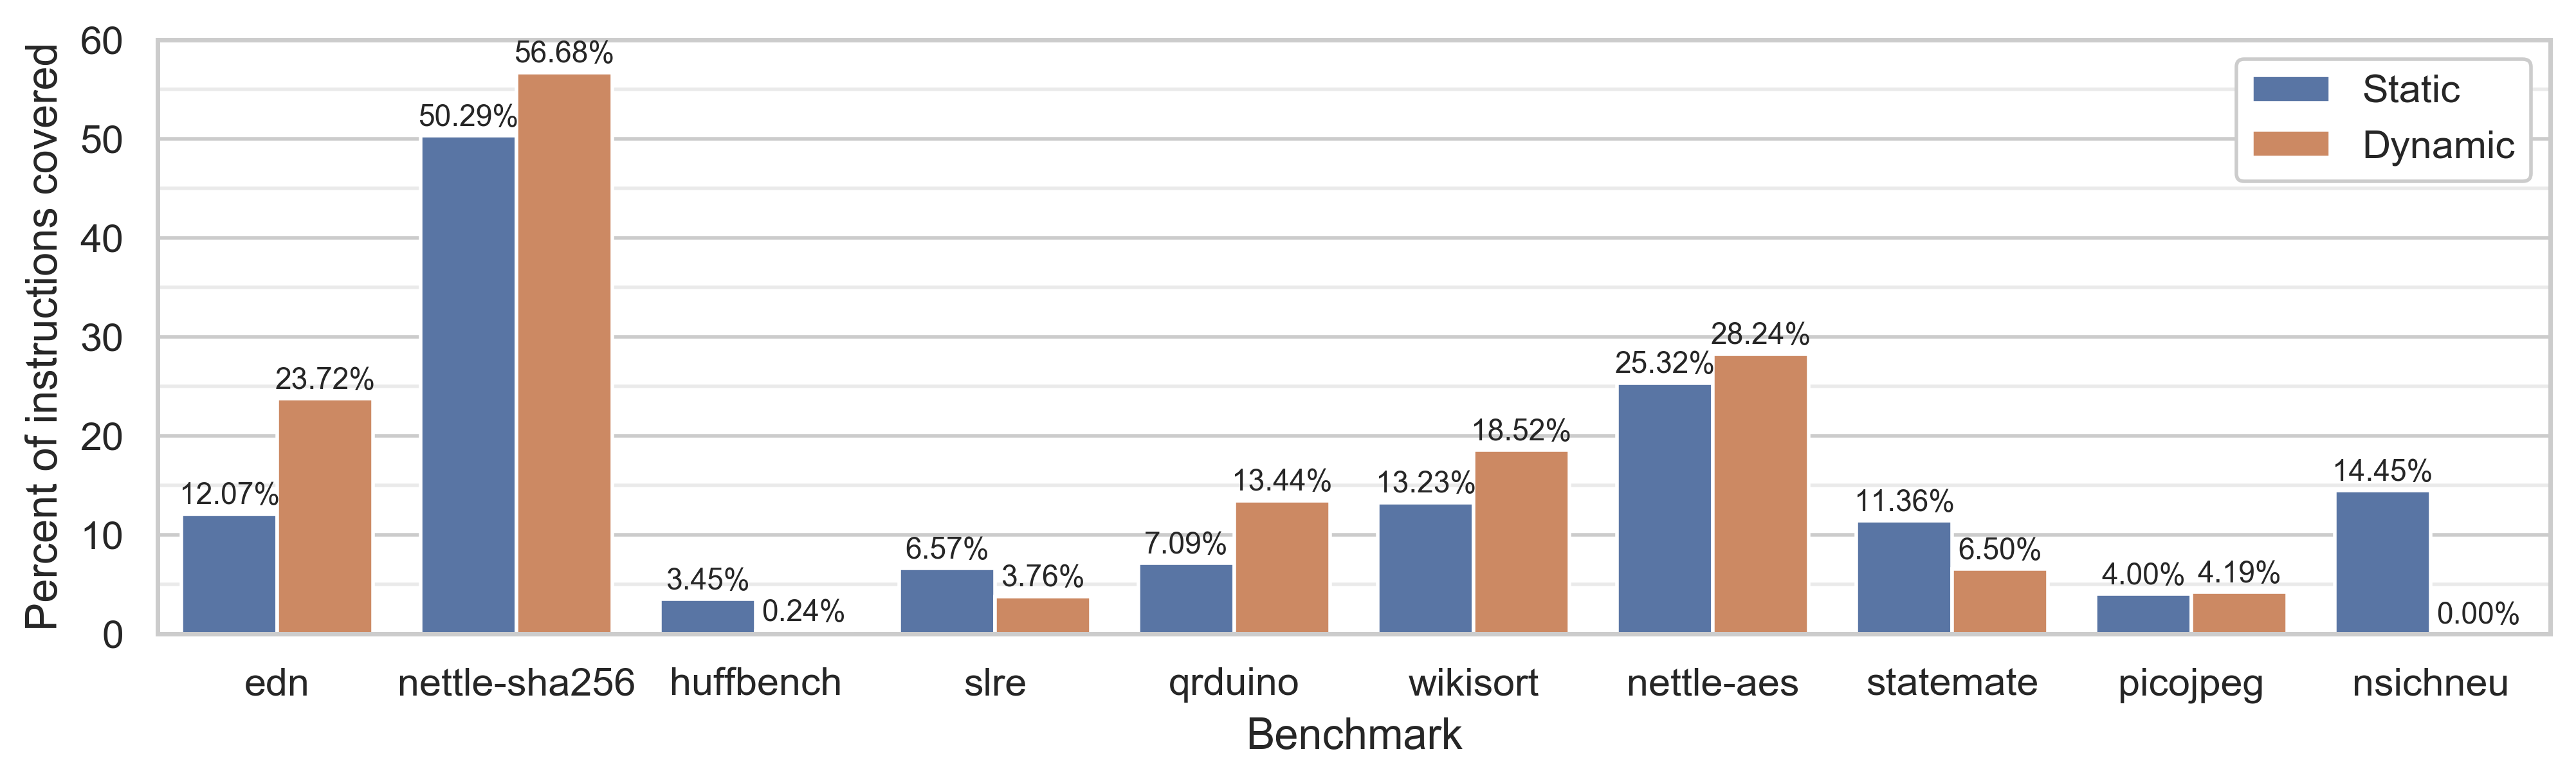 Percent of instructions covered
60
50
40
30
20
10
0
12.07%
23.72%
50.29%
56.68%
3.45%
0.24%
6.57%
3.76%
7.09%
13.44%
13.23%
18.52%
25.32%
28.24%
11.36%
6.50%
4.00%
4.19%
14.45%
0.00%
Static
Dynamic
edn
nettle-sha256
huffbench
slre
qrduino
wikisort
nettle-aes
statemate
picojpeg
nsichneu
Benchmark